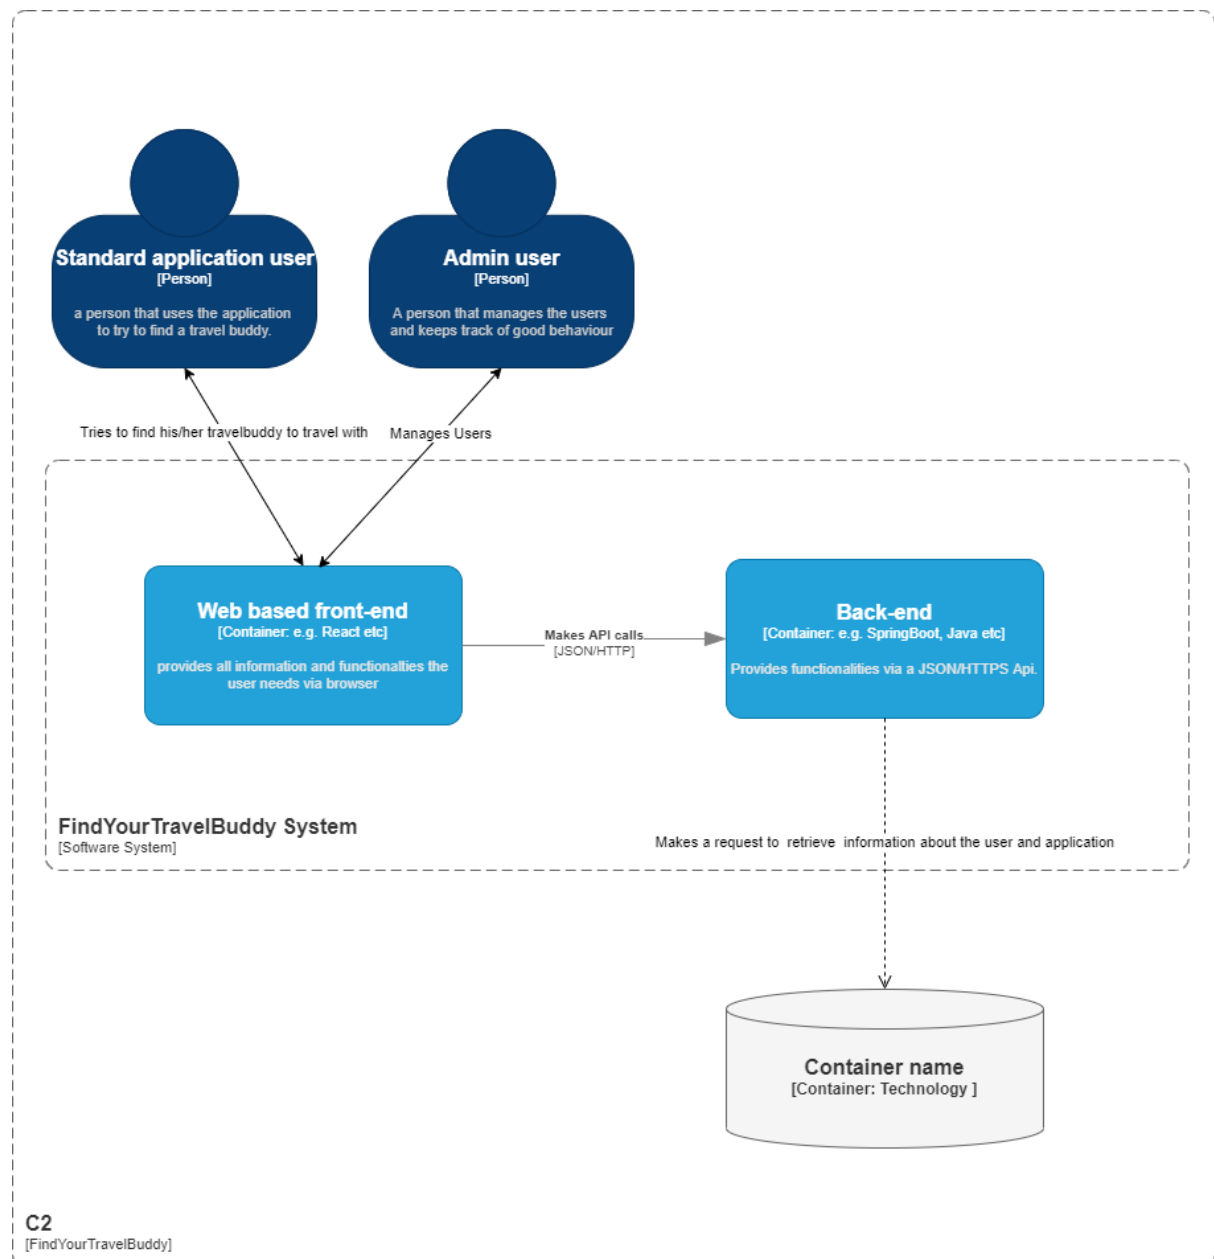 Standard application user
[Person]
a person that uses the application
to try to find a travel buddy.
Admin user
[Person]
A person that manages the users
and keeps track of good behaviour
Tries to find his/her travelbuddy to travel with
Manages Users
Web based front-end
[Container: e.g. React etc]
provides all information and functionalties the
user needs via browser
Makes API calls
[JSON/HTTP]
Back-end
[Container: e.g. SpringBoot, Java etc]
Provides functionalities via a JSON/HTTPS Api.
FindYourTravelBuddy System
[Software System]
Makes a request to retrieve information about the user and application
Container name
[Container: Technology ]
C2
[FindYourTravelBuddy]